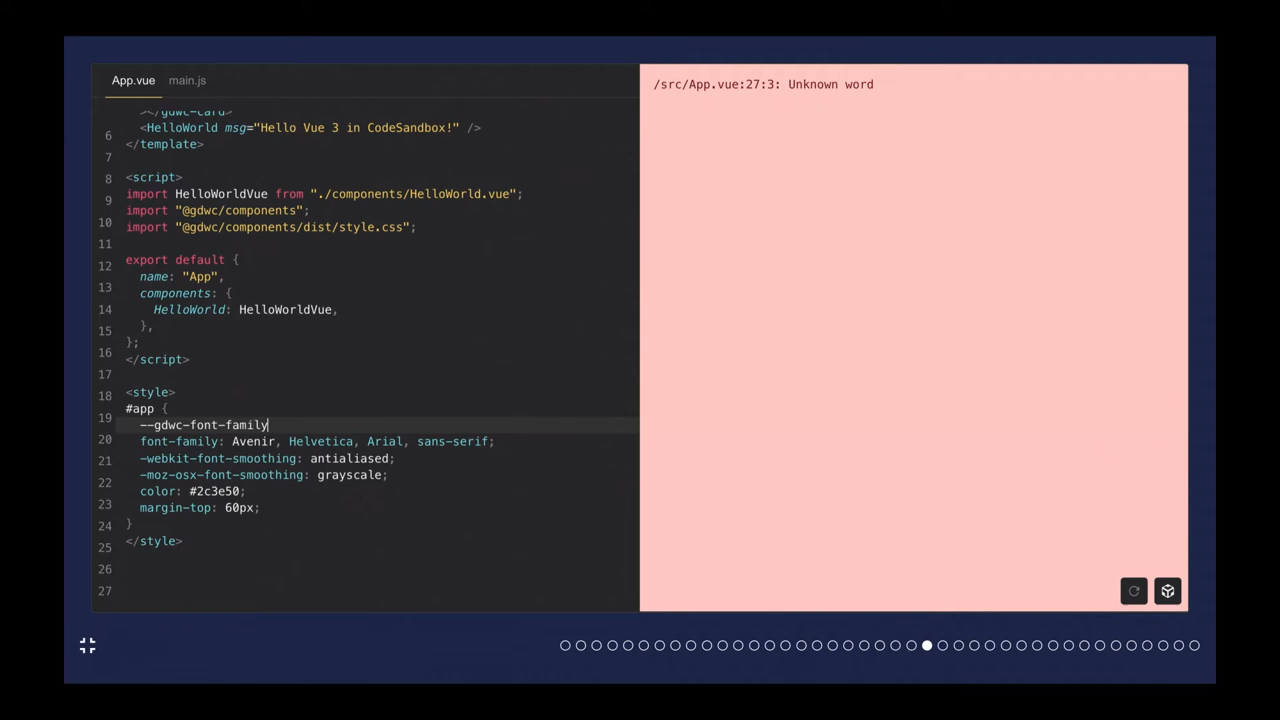 App.vue main.js
></gdwc-card>
6 <HelloWorld msg="Hello Vue 3 in CodeSandbox!" />
7 </template>
8 <script>
9 import HelloWorldVue from "./components/HelloWorld.vue";
10 import "@gdwc/components";
import "@gdwc/components/dist/style.css";
11
12 export default {
13 name: "App",
components: {
14 HelloWorld: HelloWorldVue,
15 },
16 };
17 </script>
18 <style>
19 #app {
--gdwc-font-family
20 font-family: Avenir, Helvetica, Arial, sans-serif;
21 -webkit-font-smoothing: antialiased;
22 -moz-osx-font-smoothing: grayscale;
23 color: #2c3e50;
margin-top: 60px;
24 }
25 </style>
26
27
/src/App.vue:27:3: Unknown word